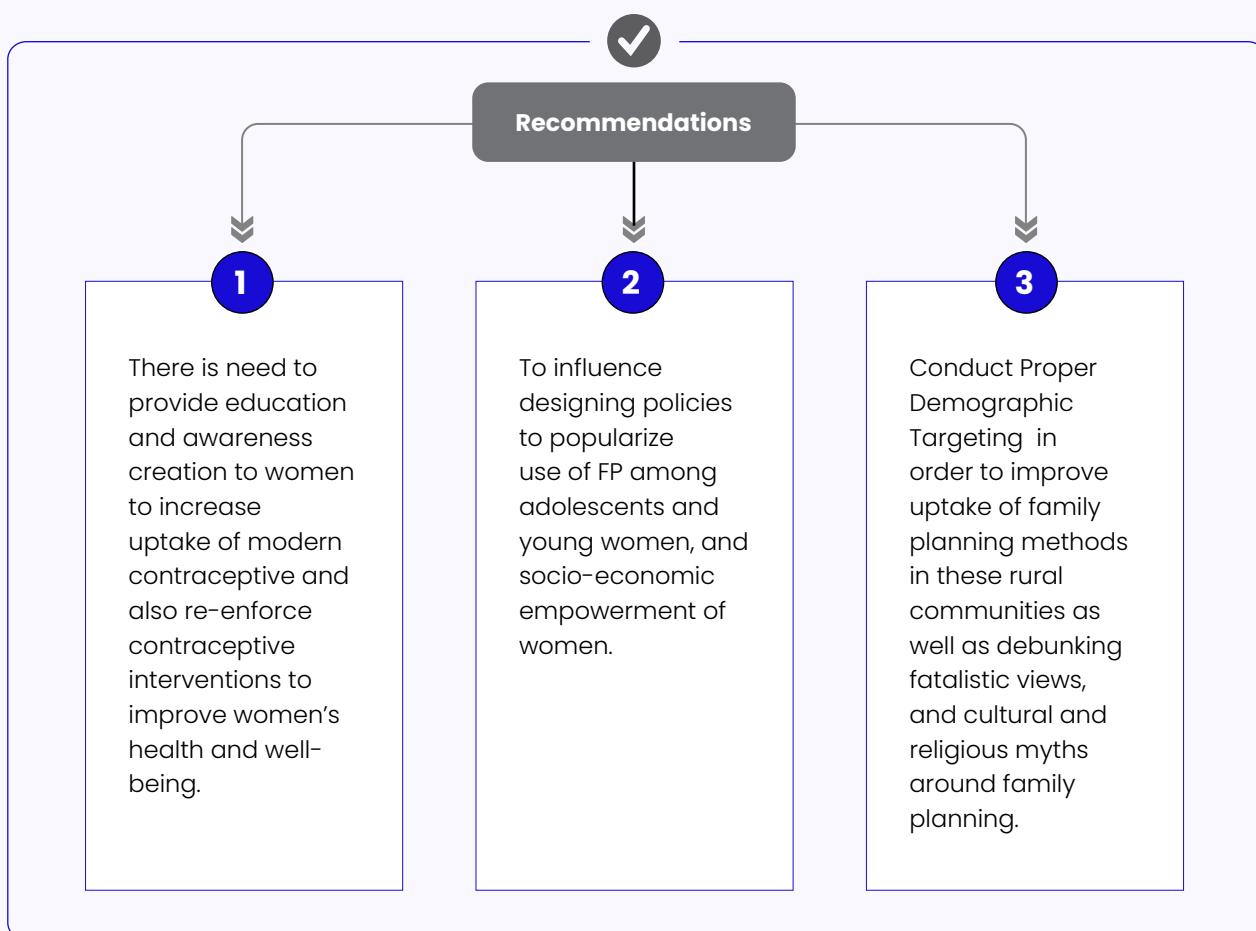 Recommendations
1
There is need to
provide education
and awareness
creation to women
to increase
uptake of modern
contraceptive and
also re-enforce
contraceptive
interventions to
improve women’s
health and well-
being.
2
To influence
designing policies
to popularize
use of FP among
adolescents and
young women, and
socio-economic
empowerment of
women.
3
Conduct Proper
Demographic
Targeting  in
order to improve
uptake of family
planning methods
in these rural
communities as
well as debunking
fatalistic views,
and cultural and
religious myths
around family
planning.